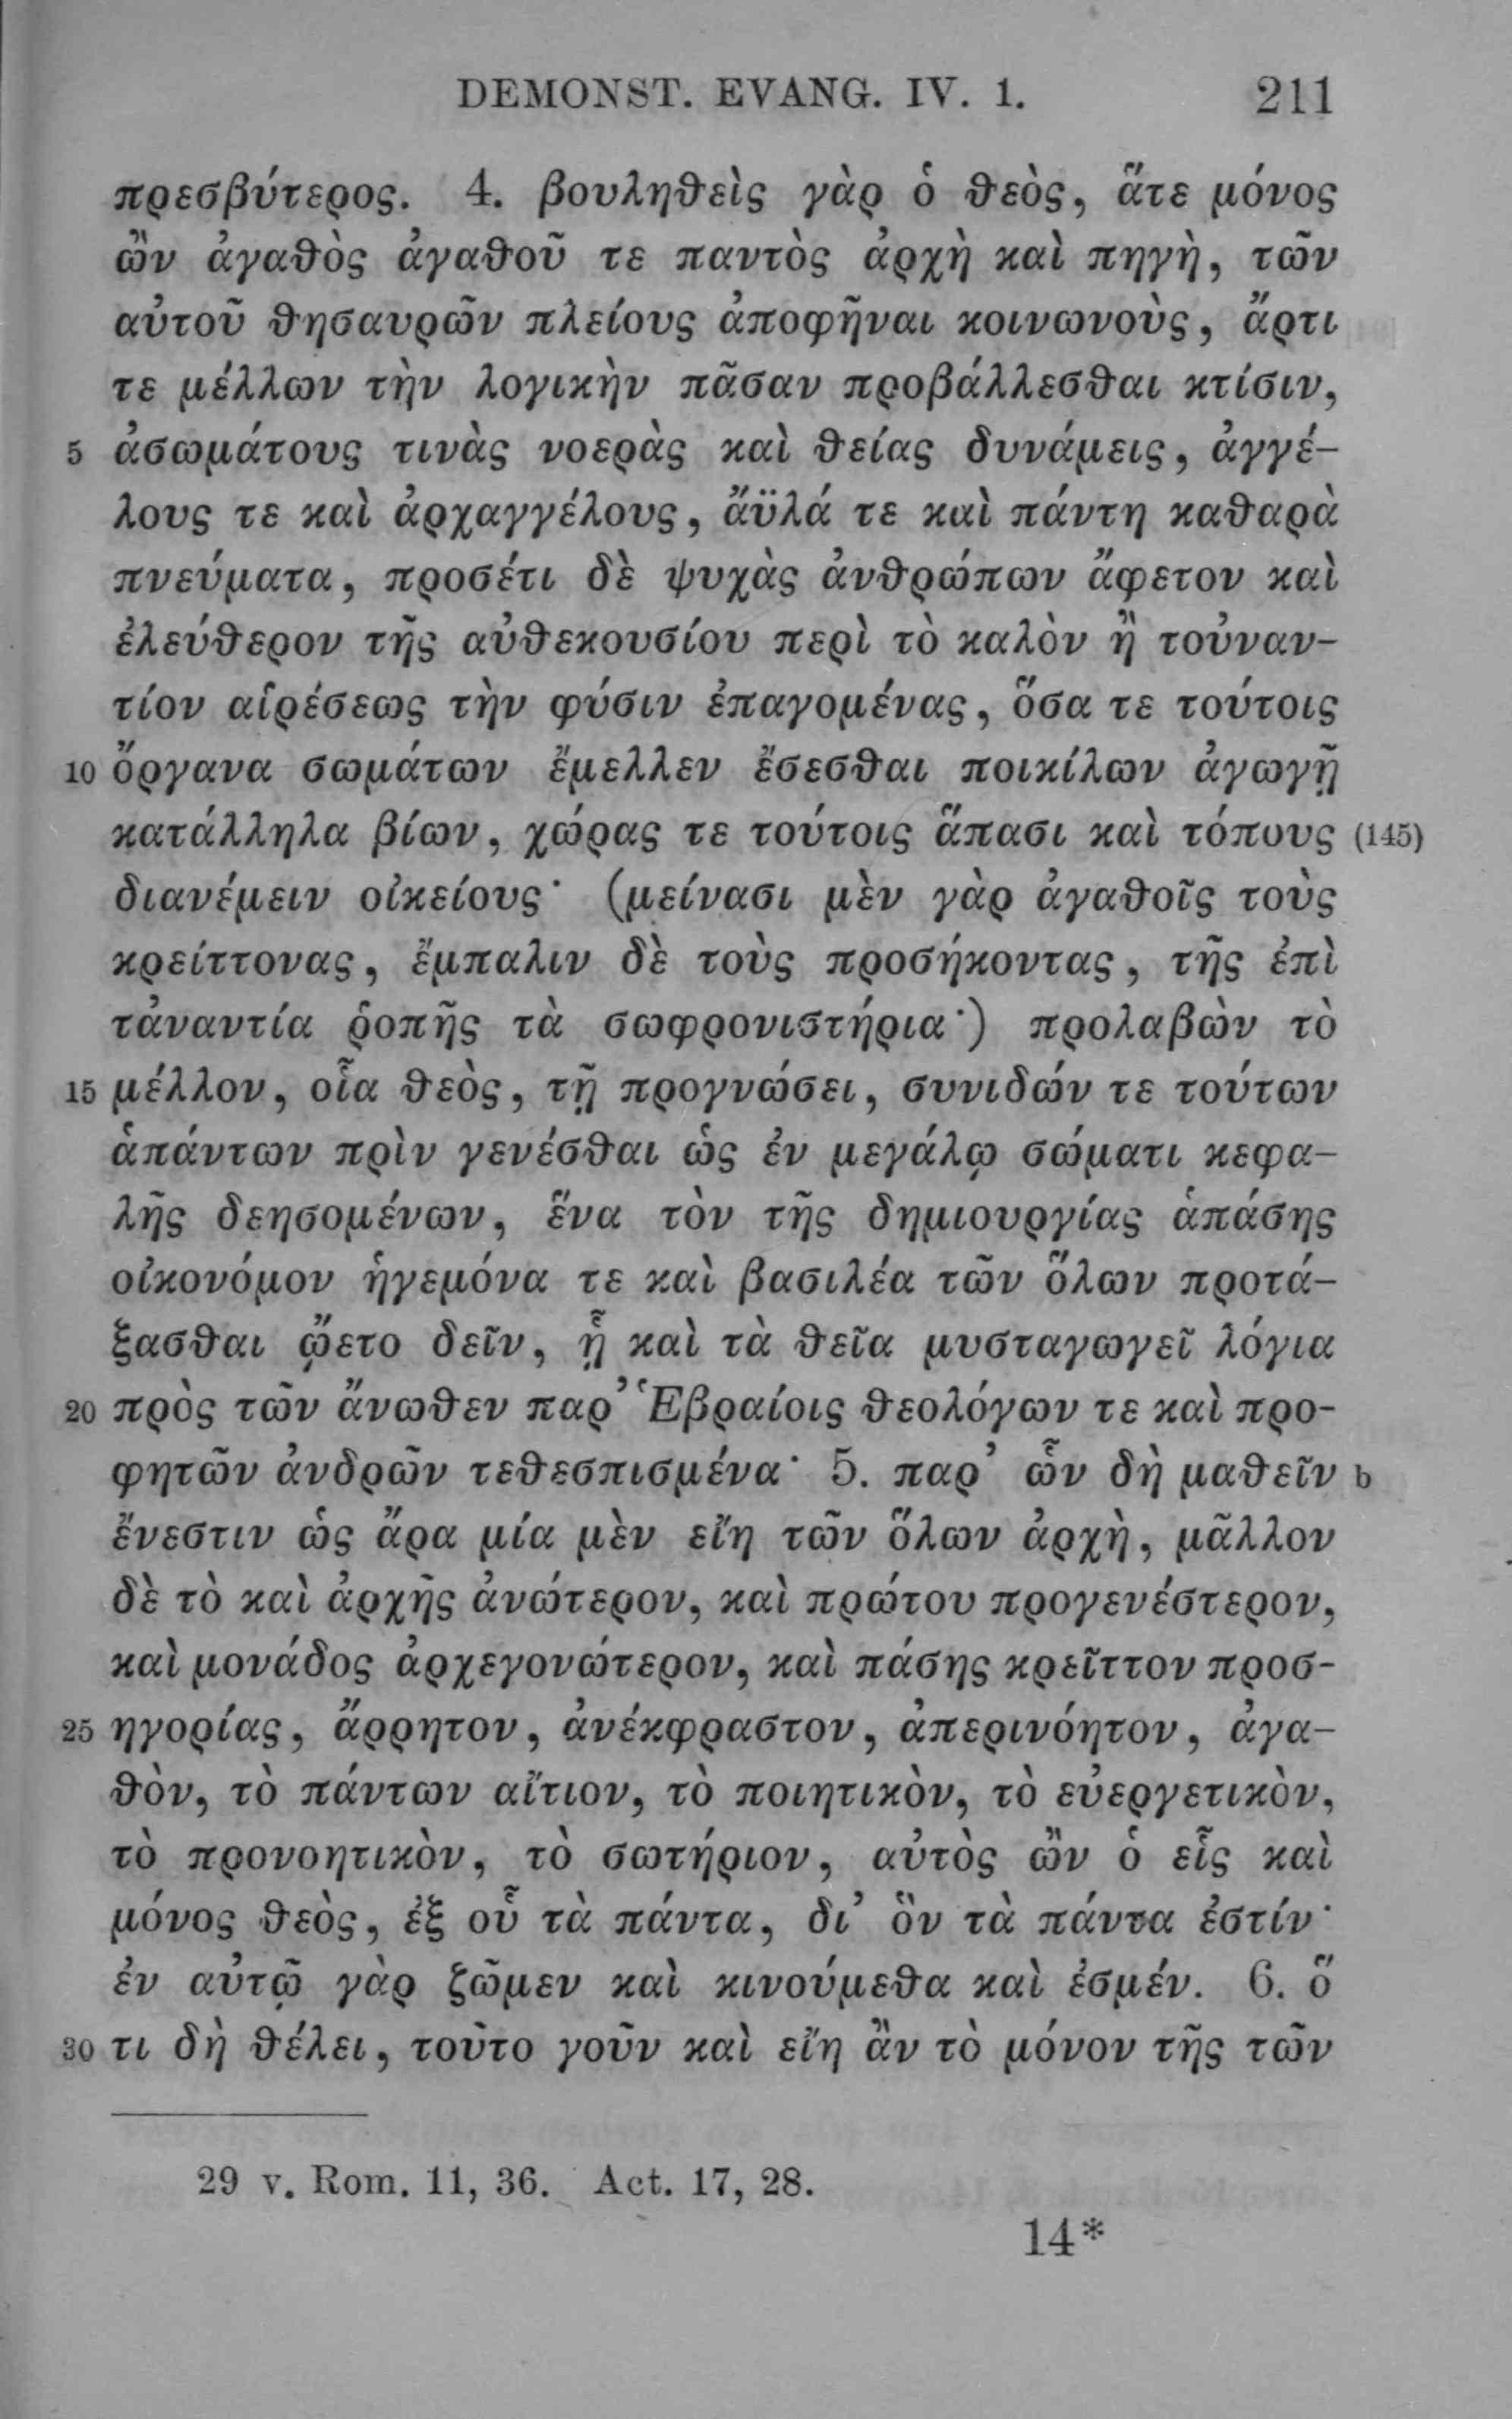 DEMONST. EVANG. IV. 1. 211
πρεσβύτερος. 4. βουληθεὶς γὰρ ὁ θεὸς, ἅτε μόνος
ὢν ἀγαθὸς ἀγαθοῦ τε παντὸς ἀρχὴ καὶ πηγὴ, τῶν
αὐτοῦ θησαυρῶν πλείους ἀποφῆναι κοινωνοὺς, ἄρτι
τε μέλλων τὴν λογικὴν πᾶσαν προβάλλεσθαι κτίσιν,
5 ἀσωμάτους τινὰς νοερὰς καὶ θείας δυνάμεις, ἀγγέ-
λους τε καὶ ἀρχαγγέλους, ἄϋλά τε καὶ πάντη καθαρὰ
πνεύματα, προσέτι δὲ ψυχὰς ἀνθρώπων ἄφετον καὶ
ἐλεύθερον τῆς αὐθεκουσίου περὶ τὸ καλὸν ἢ τοὐναν-
τίον αἱρέσεως τὴν φύσιν ἐπαγομένας, ὅσα τε τούτοις
10 ὄργανα σωμάτων ἔμελλεν ἔσεσθαι ποικίλων ἀγωγῇ
κατάλληλα βίων, χώρας τε τούτοις ἅπασι καὶ τόπους (145)
διανέμειν οἰκείους· (μείνασι μὲν γὰρ ἀγαθοῖς τοὺς
κρείττονας, ἔμπαλιν δὲ τοὺς προσήκοντας, τῆς ἐπὶ
τἀναντία ῥοπῆς τὰ σωφρονιστήρια·) προλαβὼν τὸ
15 μέλλον, οἷα θεὸς, τῇ προγνώσει, συνιδών τε τούτων
ἁπάντων πρὶν γενέσθαι ὡς ἐν μεγάλῳ σώματι κεφα-
λῆς δεησομένων, ἕνα τὸν τῆς δημιουργίας ἁπάσης
οἰκονόμον ἡγεμόνα τε καὶ βασιλέα τῶν ὅλων προτά-
ξασθαι ᾤετο δεῖν, ᾗ καὶ τὰ θεῖα μυσταγωγεῖ λόγια
20 πρὸς τῶν ἄνωθεν παρ’ Ἑβραίοις θεολόγων τε καὶ προ-
φητῶν ἀνδρῶν τεθεσπισμένα· 5. παρ’ ὧν δὴ μαθεῖν b
ἔνεστιν ὡς ἄρα μία μὲν εἴη τῶν ὅλων ἀρχὴ, μᾶλλον
δὲ τὸ καὶ ἀρχῆς ἀνώτερον, καὶ πρώτου προγενέστερον,
καὶ μονάδος ἀρχεγονώτερον, καὶ πάσης κρεῖττον προσ-
25 ηγορίας, ἄρρητον, ἀνέκφραστον, ἀπερινόητον, ἀγα-
θὸν, τὸ πάντων αἴτιον, τὸ ποιητικὸν, τὸ εὐεργετικὸν,
τὸ προνοητικὸν, τὸ σωτήριον, αὐτὸς ὢν ὁ εἷς καὶ
μόνος θεὸς, ἐξ οὗ τὰ πάντα, δι’ ὃν τὰ πάντα ἐστίν·
ἐν αὐτῷ γὰρ ζῶμεν καὶ κινούμεθα καὶ ἐσμέν. 6. ὅ
30 τι δὴ θέλει, τοῦτο γοῦν καὶ εἴη ἂν τὸ μόνον τῆς τῶν
29 v. Rom. 11, 36. Act. 17, 28.
14*